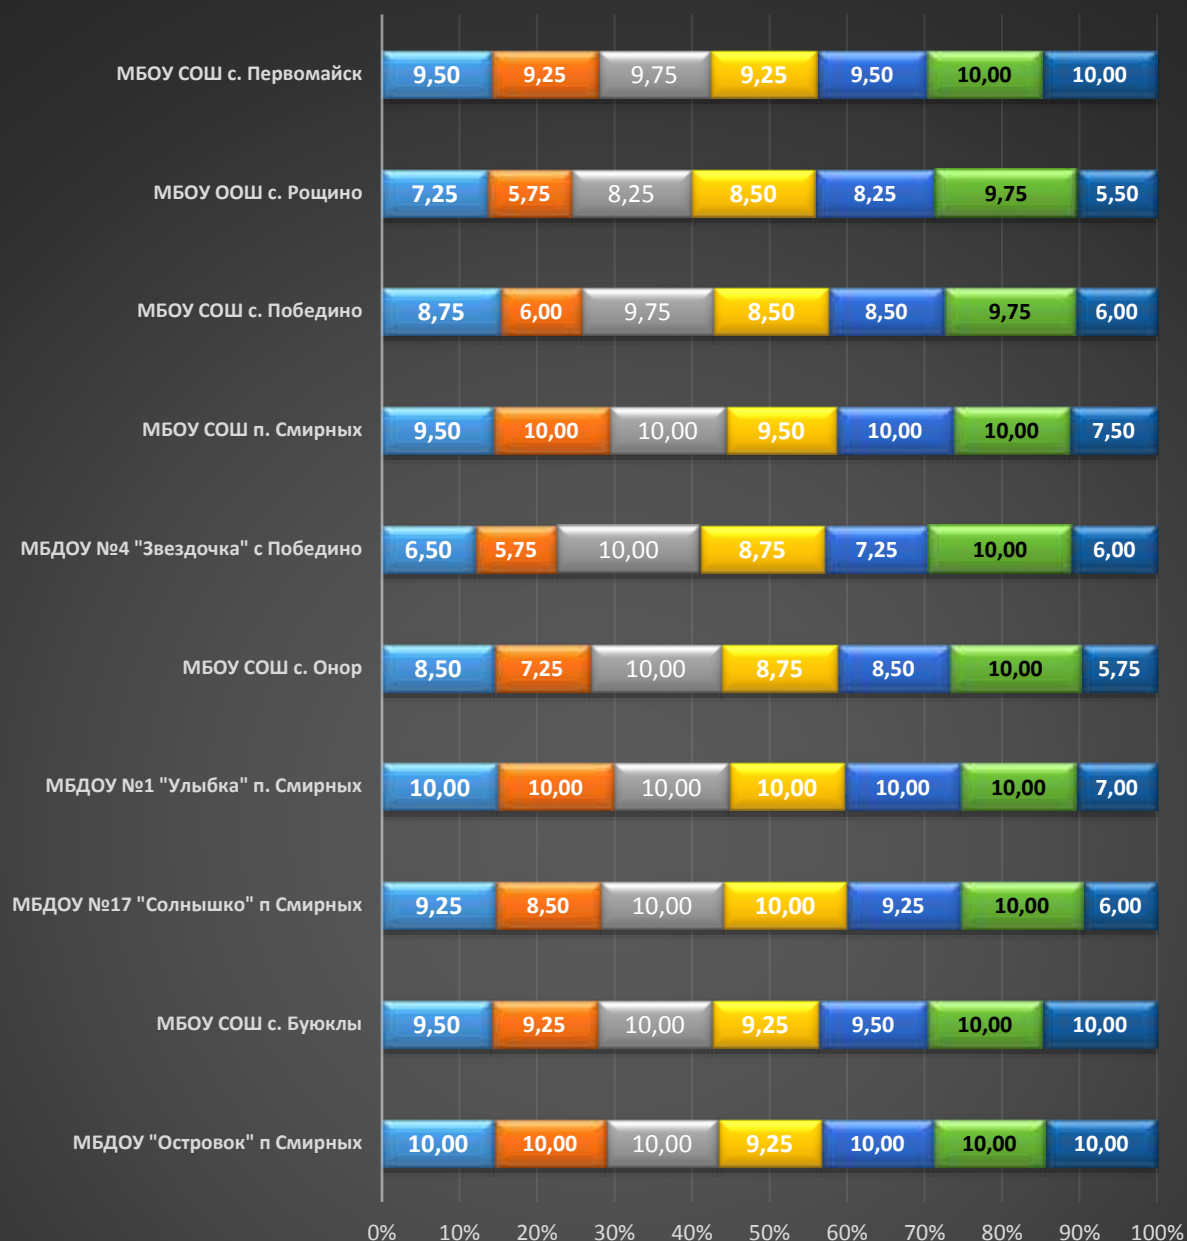 МБОУ СОШ с. Первомайск 9,50 9,25 9,75 9,25 9,50 10,00 10,00
МБОУ ООШ с. Рощино 7,25 5,75 8,25 8,50 8,25 9,75 5,50
МБОУ СОШ с. Победино 8,75 6,00 9,75 8,50 8,50 9,75 6,00
МБОУ СОШ п. Смирных 9,50 10,00 10,00 9,50 10,00 10,00 7,50
МБДОУ №4 "Звездочка" с Победино 6,50 5,75 10,00 8,75 7,25 10,00 6,00
МБОУ СОШ с. Онор 8,50 7,25 10,00 8,75 8,50 10,00 5,75
МБДОУ №1 "Улыбка" п. Смирных 10,00 10,00 10,00 10,00 10,00 10,00 7,00
МБДОУ №17 "Солнышко" п Смирных 9,25 8,50 10,00 10,00 9,25 10,00 6,00
МБОУ СОШ с. Буюклы 9,50 9,25 10,00 9,25 9,50 10,00 10,00
МБДОУ "Островок" п Смирных 10,00 10,00 10,00 9,25 10,00 10,00 10,00
0% 10% 20% 30% 40% 50% 60% 70% 80% 90% 100%